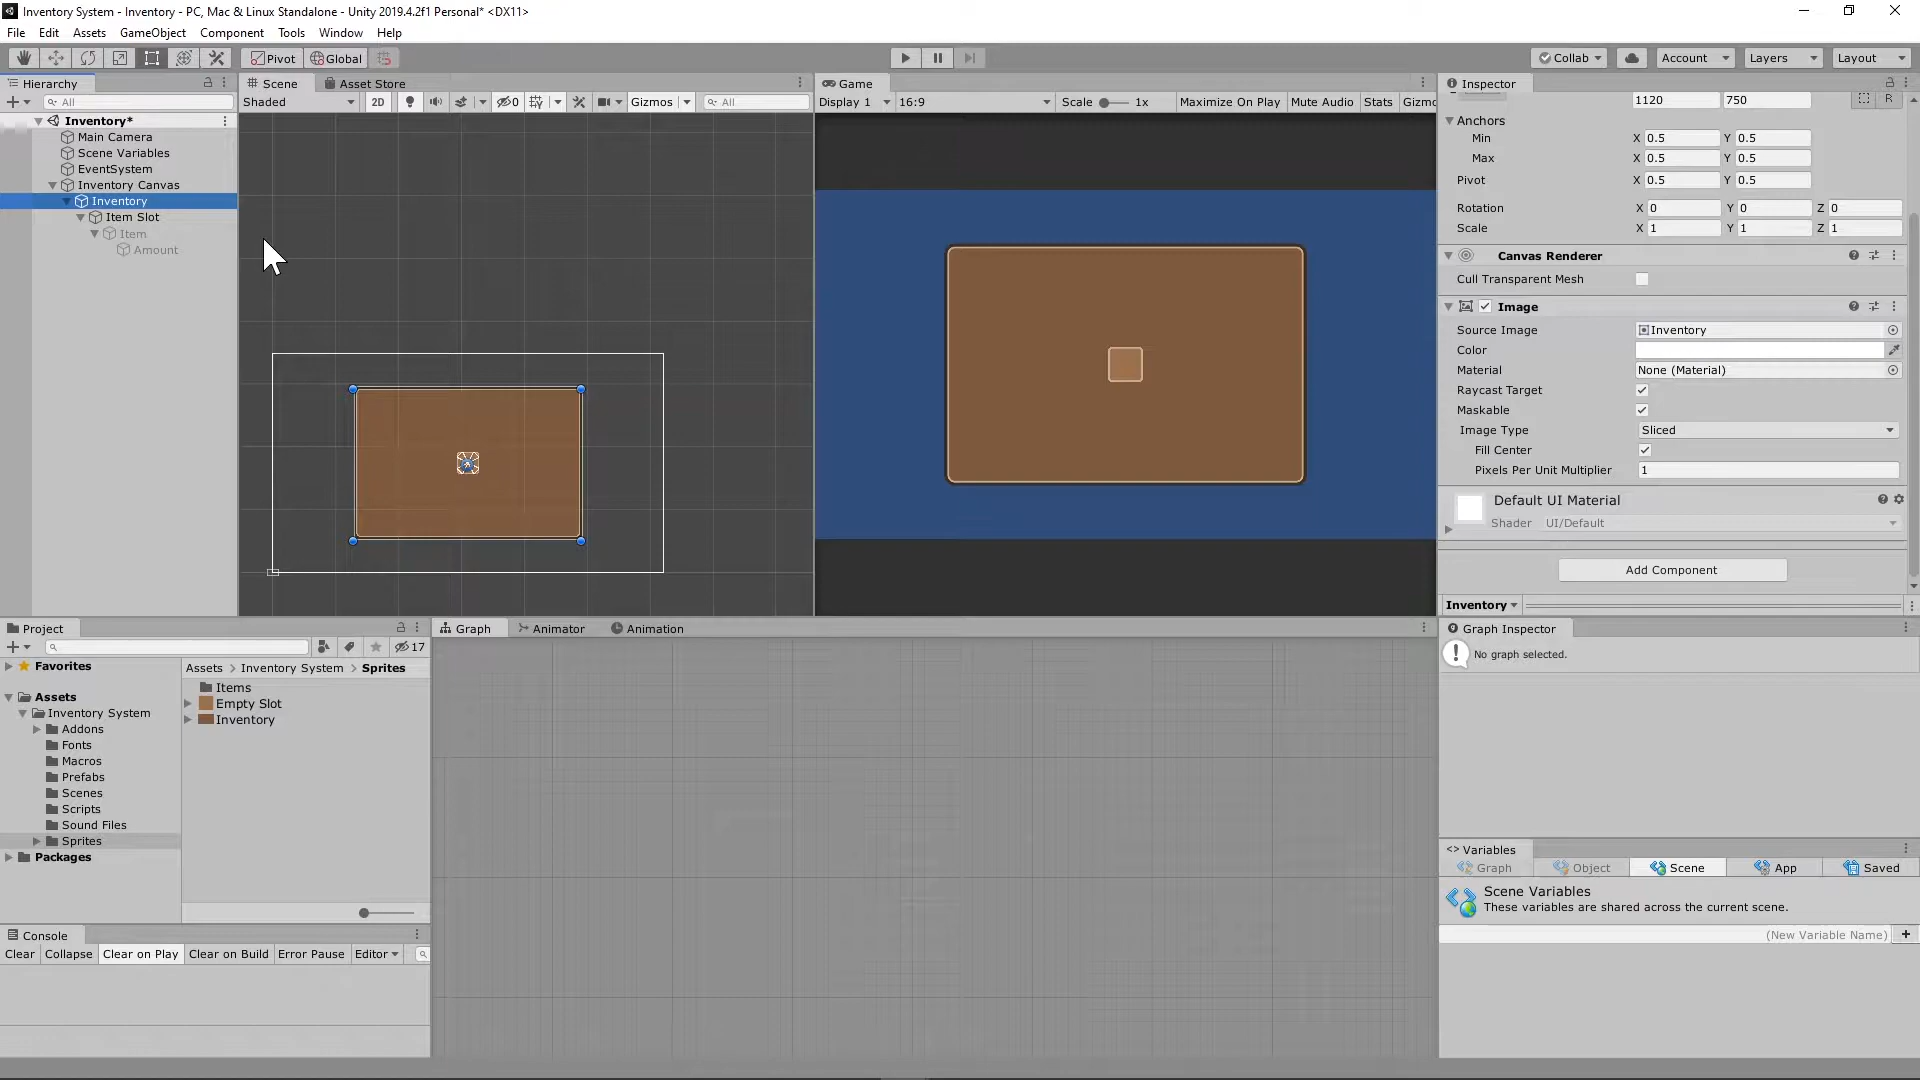 Inventory System - Inventory - PC, Mac & Linux Standalone - Unity 2019.4.2f1 Personal* <DX11>
File Edit Assets GameObject Component Tools Window Help
Pivot Global Collab Account Layers Layout
Hierarchy
All
Inventory*
Main Camera
Scene Variables
EventSystem
Inventory Canvas
Inventory
Item Slot
Item
Amount
Scene Asset Store
Shaded 2D 0 Gizmos All
Game
Display 1 16:9 Scale 1x Maximize On Play Mute Audio Stats Gizmo
Inspector
1120 750 R
Anchors
Min X 0.5 Y 0.5
Max X 0.5 Y 0.5
Pivot X 0.5 Y 0.5
Rotation X 0 Y 0 Z 0
Scale X 1 Y 1 Z 1
Canvas Renderer
Cull Transparent Mesh
Image
Source Image Inventory
Color
Material None (Material)
Raycast Target
Maskable
Image Type Sliced
Fill Center
Pixels Per Unit Multiplier 1
Default UI Material
Shader UI/Default
Add Component
Inventory
Project
17
Favorites
Assets
Inventory System
Addons
Fonts
Macros
Prefabs
Scenes
Scripts
Sound Files
Sprites
Packages
Assets > Inventory System > Sprites
Items
Empty Slot
Inventory
Console
Clear Collapse Clear on Play Clear on Build Error Pause Editor
Graph Animator Animation
Graph Inspector
No graph selected.
<> Variables
Graph Object Scene App Saved
Scene Variables
These variables are shared across the current scene.
(New Variable Name) +